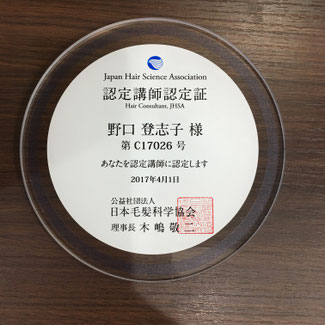 Japan Hair Science Association
認定講師認定証
Hair Consultant, JHSA
野口 登志子 様
第 C17026 号
あなたを認定講師に認定します
2017年4月1日
公益社団法人
日本毛髪科学協会
理事長 木嶋敬二